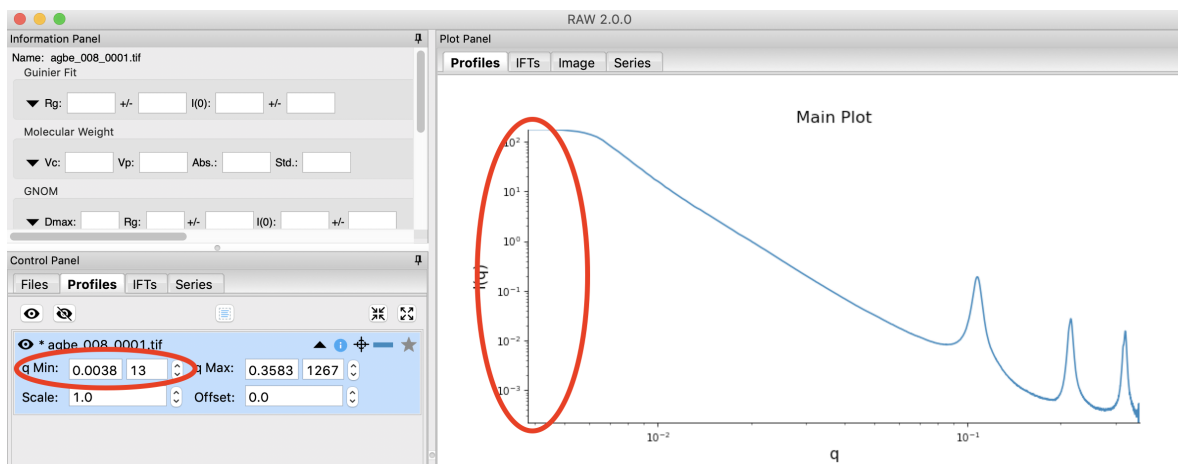 RAW 2.0.0
Information Panel
Name: agbe_008_0001.tif
Guinier Fit
Rg: +/- I(0): +/-
Molecular Weight
Vc: Vp: Abs.: Std.:
GNOM
Dmax: Rg: +/- I(0): +/-
Control Panel
Files Profiles IFTs Series
* agbe_008_0001.tif
q Min: 0.0038 13 q Max: 0.3583 1267
Scale: 1.0 Offset: 0.0
Plot Panel
Profiles IFTs Image Series
Main Plot
I(q)
10²
10¹
10⁰
10⁻¹
10⁻²
10⁻³
10⁻² 10⁻¹
q